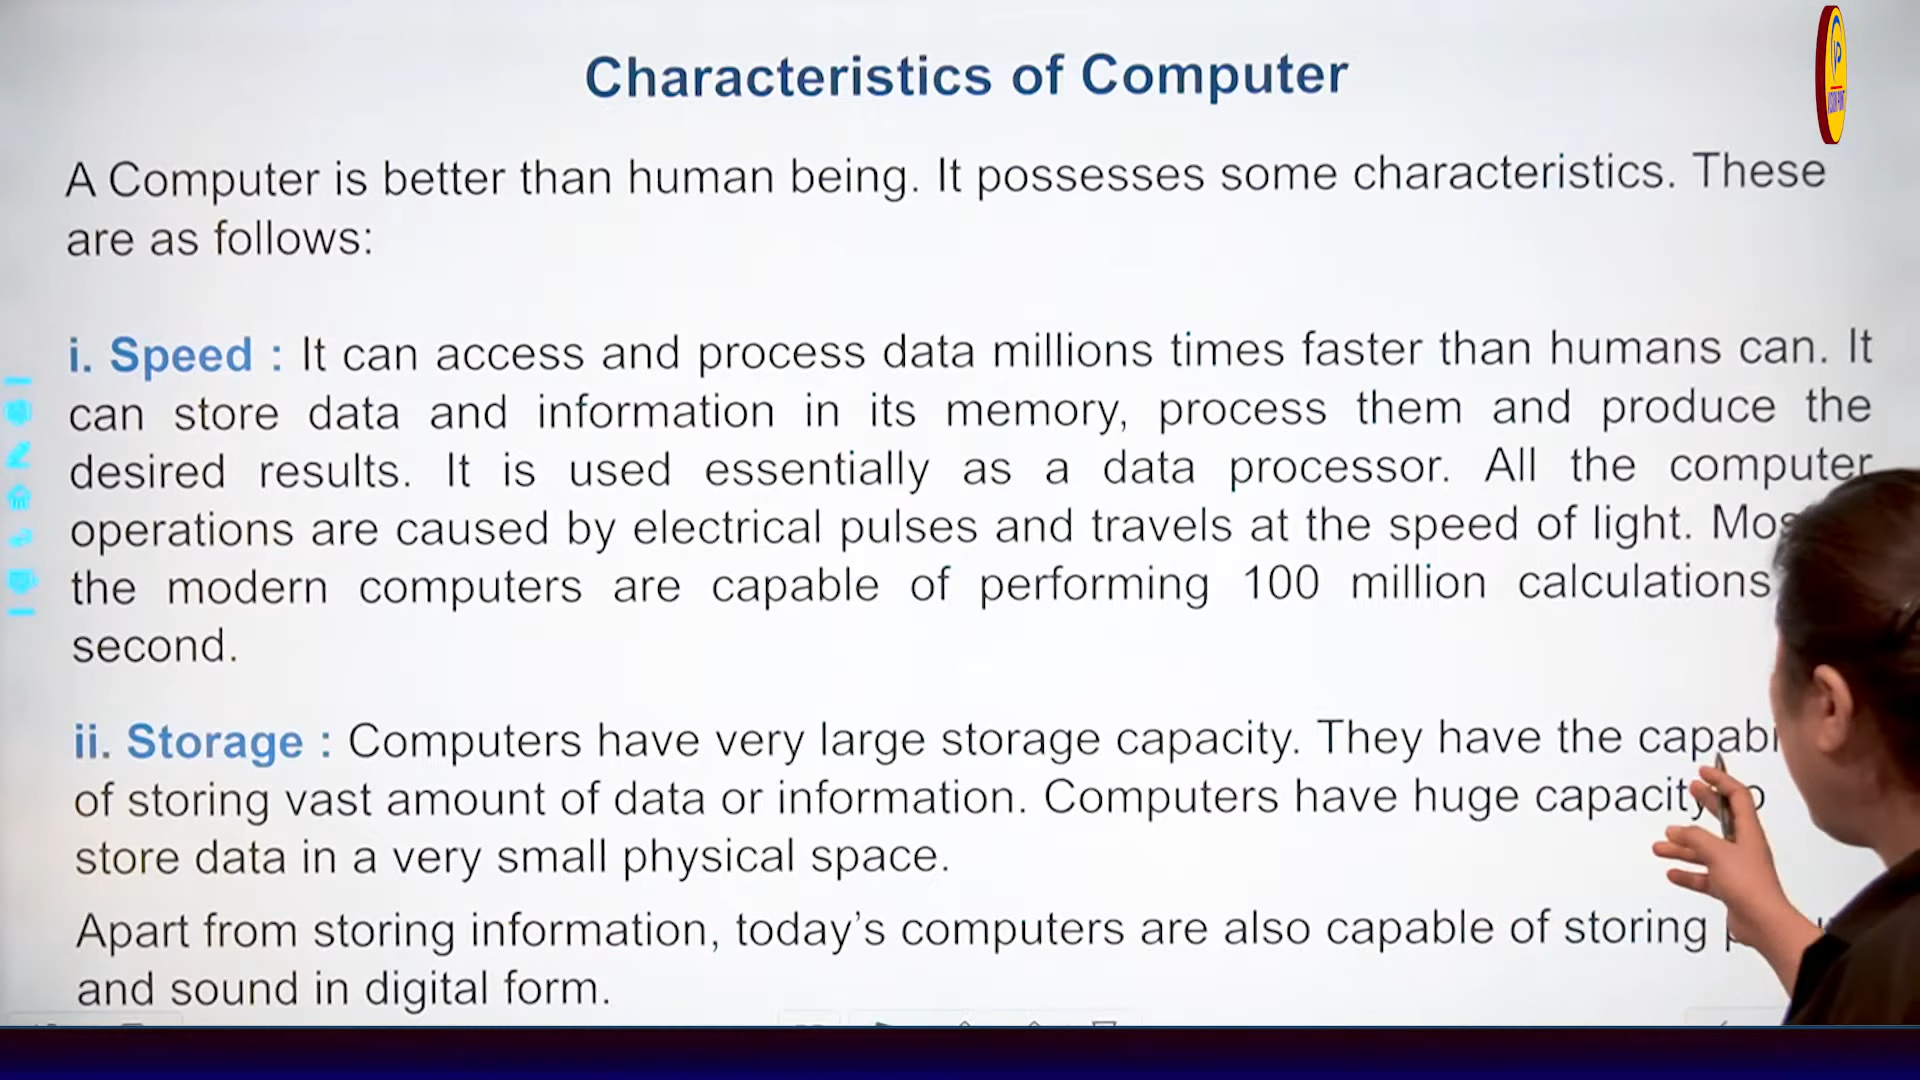 Characteristics of Computer
A Computer is better than human being. It possesses some characteristics. These
are as follows:
i. Speed : It can access and process data millions times faster than humans can. It
can store data and information in its memory, process them and produce the
desired results. It is used essentially as a data processor. All the computer
operations are caused by electrical pulses and travels at the speed of light.
the modern computers are capable of performing 100 million calculations
second.
ii. Storage : Computers have very large storage capacity. They have the
of storing vast amount of data or information. Computers have huge capacity
store data in a very small physical space.
Apart from storing information, today’s computers are also capable of storing
and sound in digital form.
VISION POINT